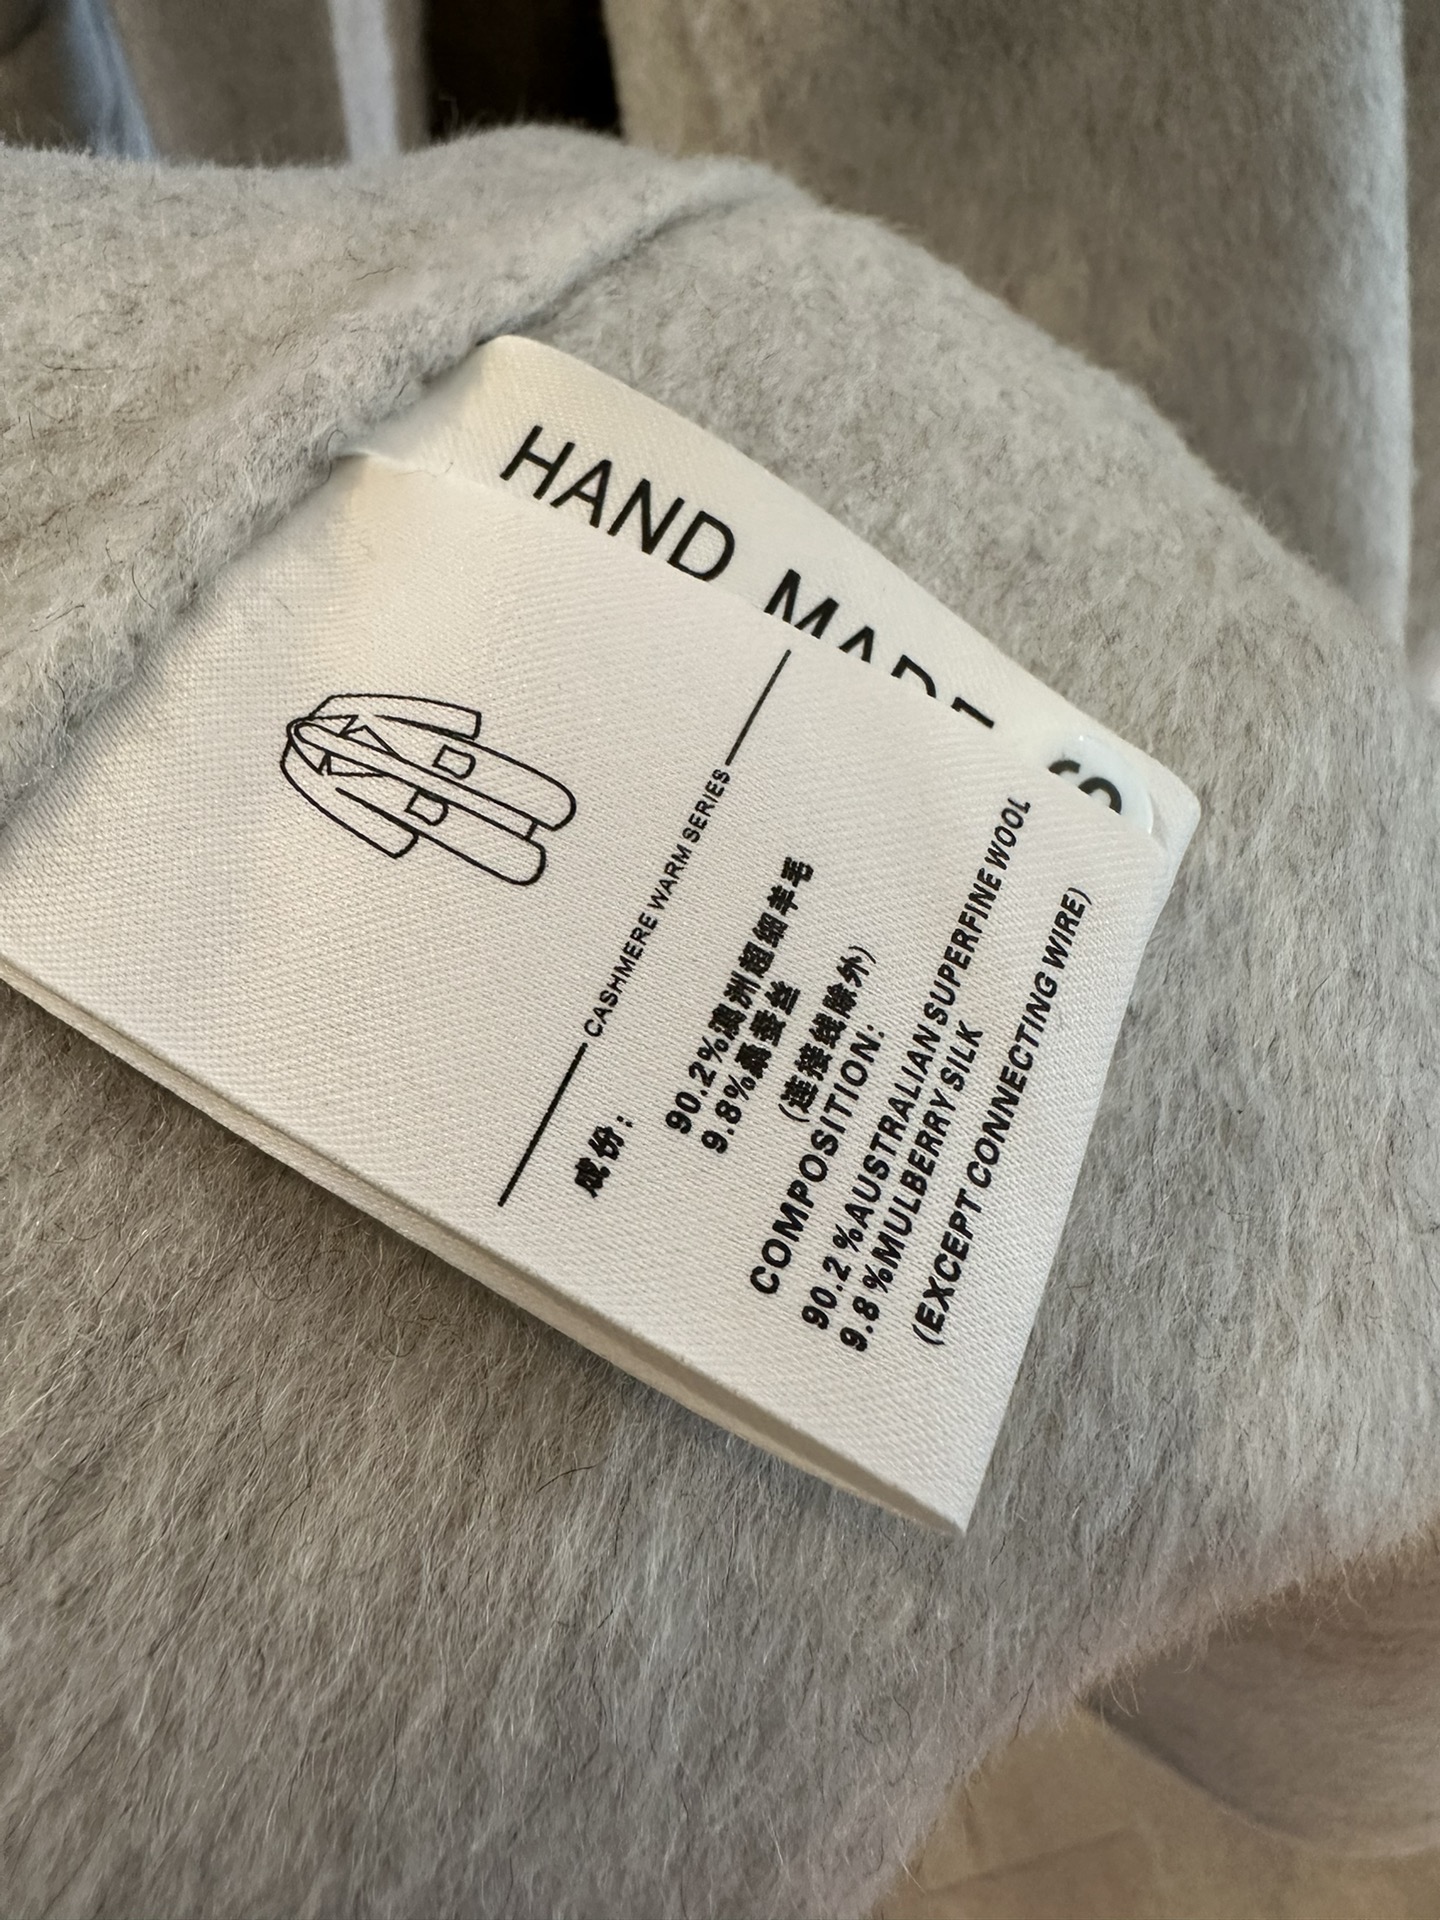 HAND
CASHMERE WARM SERIES
成份：
90.2%澳洲超细羊毛
9.8%桑蚕丝
(连接线除外)
COMPOSITION:
90.2 %AUSTRALIAN SUPERFINE WOOL
9.8 %MULBERRY SILK
(EXCEPT CONNECTING WIRE)